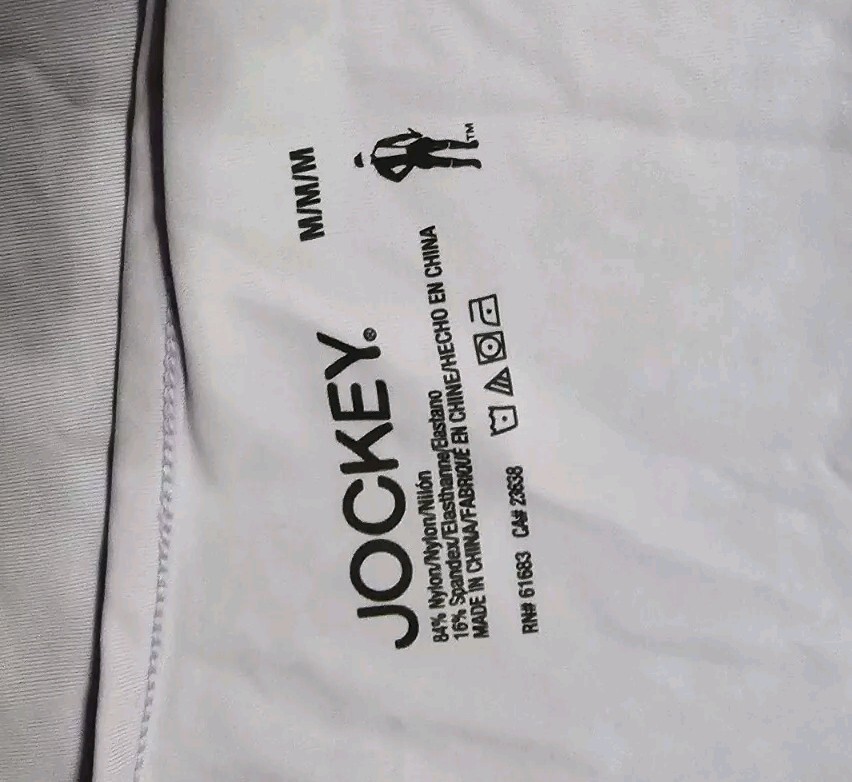 M/M/M
JOCKEY®
TM
84% Nylon/Nylon/Nilón
16% Spandex/Elasthanne/Elastano
MADE IN CHINA/FABRIQUÉ EN CHINE/HECHO EN CHINA
RN# 61683 CA# 23638